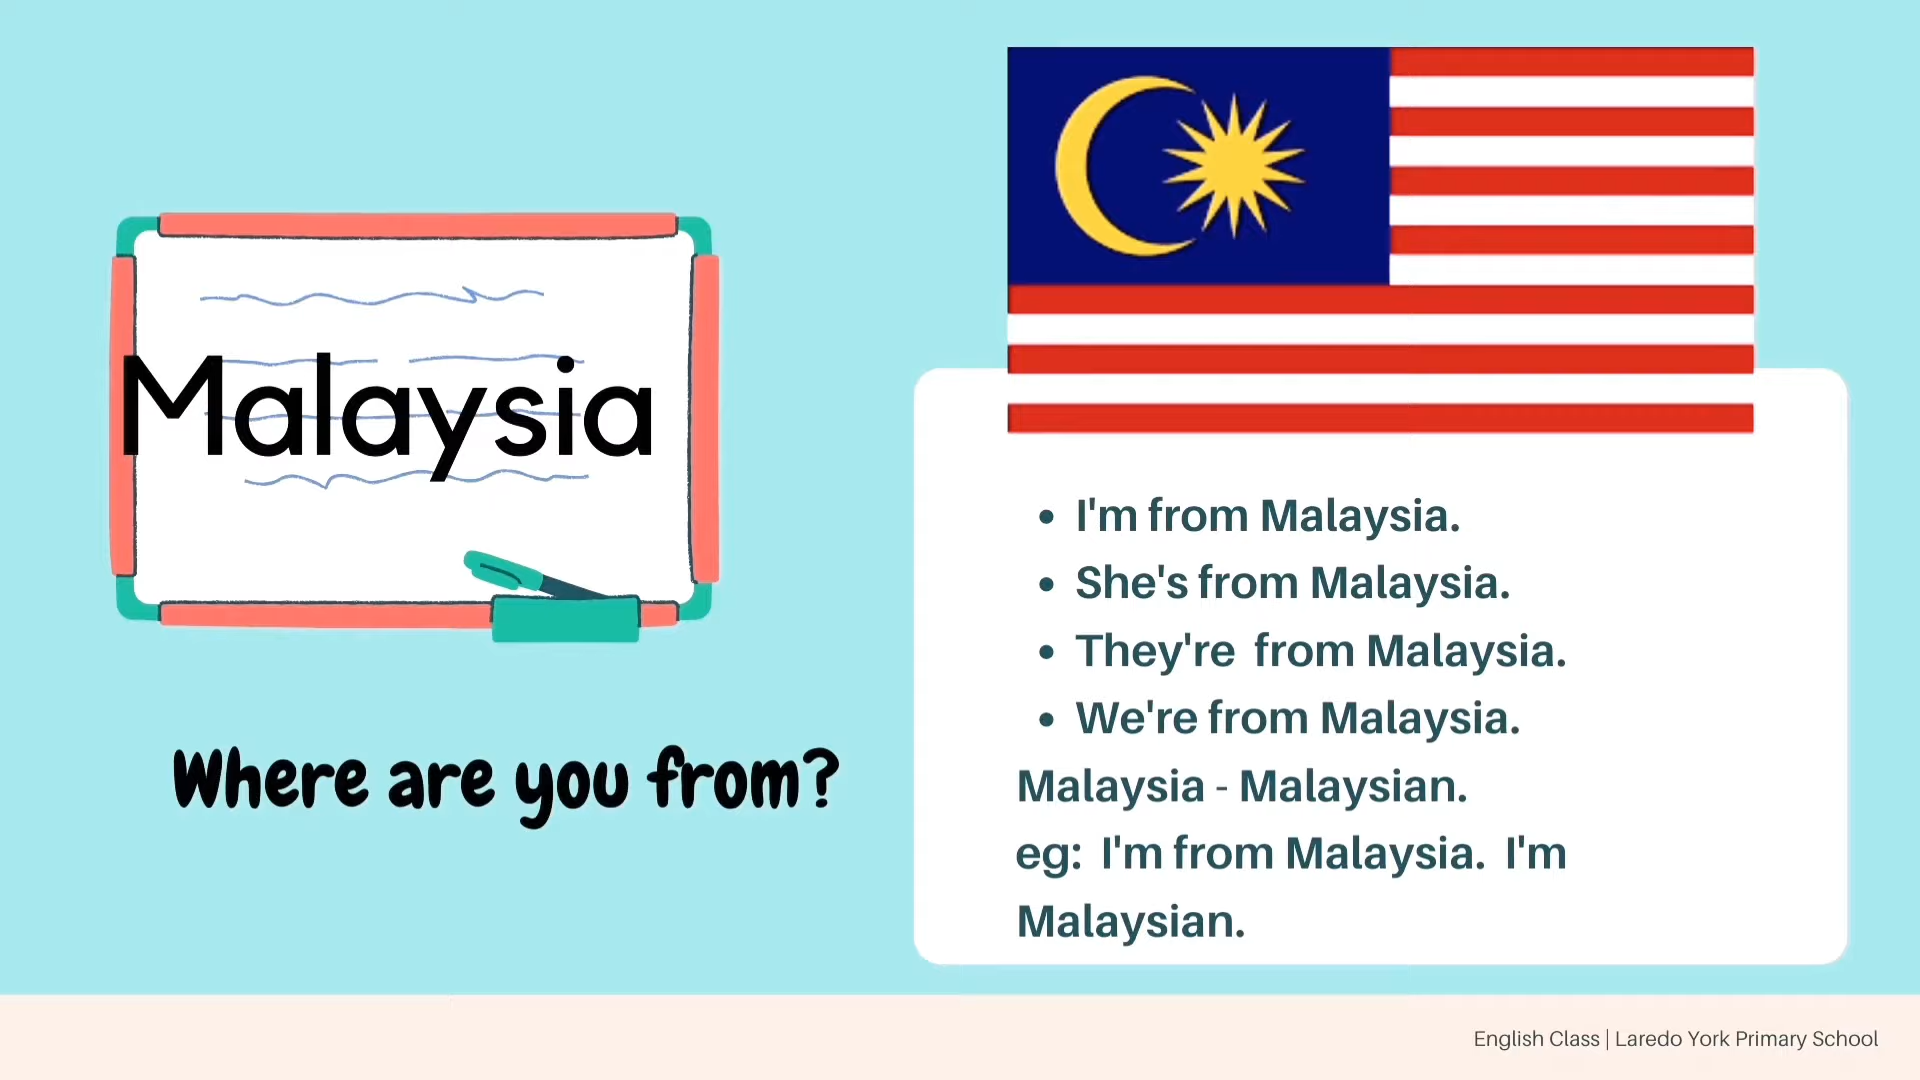 Malaysia
Where are you from?
• I'm from Malaysia.
• She's from Malaysia.
• They're  from Malaysia.
• We're from Malaysia.
Malaysia - Malaysian.
eg:  I'm from Malaysia.  I'm
Malaysian.
English Class | Laredo York Primary School